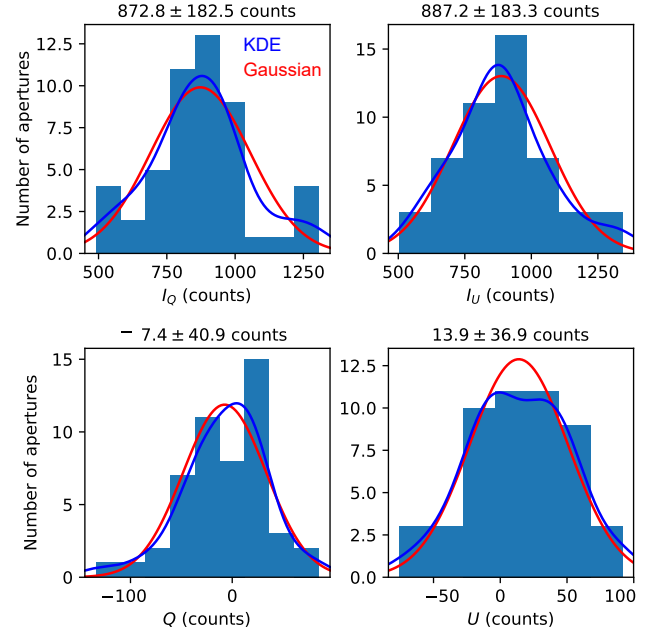 872.8 ± 182.5 counts
887.2 ± 183.3 counts
KDE
Gaussian
Number of apertures
12.5
10.0
7.5
5.0
2.5
0.0
500
750
1000
1250
I_Q (counts)
15
10
5
0
500
750
1000
1250
I_U (counts)
− 7.4 ± 40.9 counts
13.9 ± 36.9 counts
Number of apertures
15
10
5
0
−100
0
Q (counts)
12.5
10.0
7.5
5.0
2.5
0.0
−50
0
50
100
U (counts)